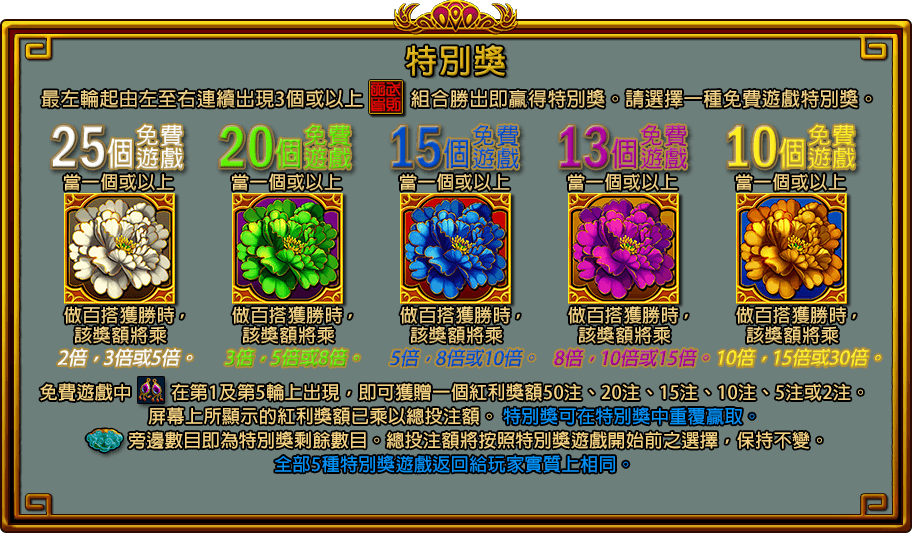 特別獎
最左輪起由左至右連續出現3個或以上 武則天 組合勝出即贏得特別獎。請選擇一種免費遊戲特別獎。
25個免費遊戲
當一個或以上
做百搭獲勝時，
該獎額將乘
2倍，3倍或5倍。
20個免費遊戲
當一個或以上
做百搭獲勝時，
該獎額將乘
3倍，5倍或8倍。
15個免費遊戲
當一個或以上
做百搭獲勝時，
該獎額將乘
5倍，8倍或10倍。
13個免費遊戲
當一個或以上
做百搭獲勝時，
該獎額將乘
8倍，10倍或15倍。
10個免費遊戲
當一個或以上
做百搭獲勝時，
該獎額將乘
10倍，15倍或30倍。
免費遊戲中 在第1及第5輪上出現，即可獲贈一個紅利獎額50注、20注、15注、10注、5注或2注。
屏幕上所顯示的紅利獎額已乘以總投注額。特別獎可在特別獎中重覆贏取。
旁邊數目即為特別獎剩餘數目。總投注額將按照特別獎遊戲開始前之選擇，保持不變。
全部5種特別獎遊戲返回給玩家實質上相同。